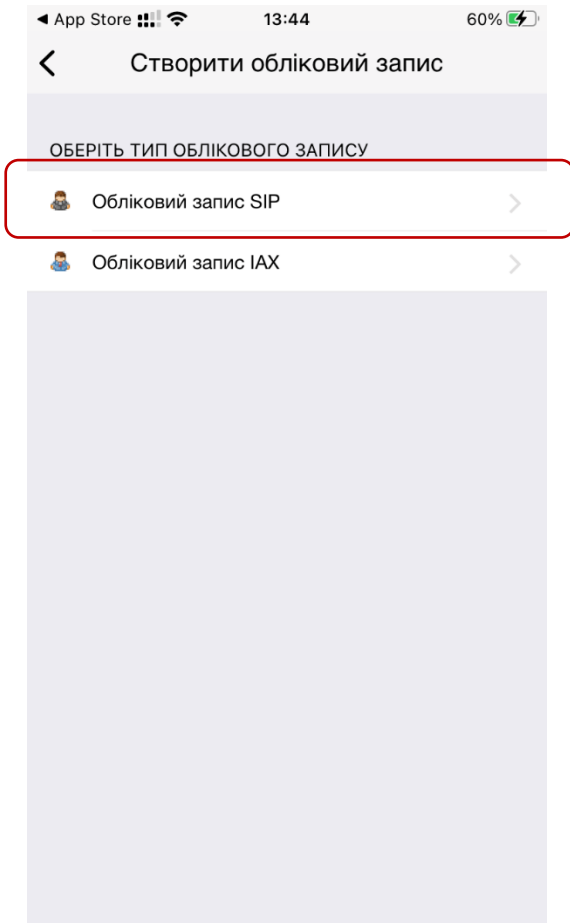 App Store 13:44 60%
Створити обліковий запис
ОБЕРІТЬ ТИП ОБЛІКОВОГО ЗАПИСУ
Обліковий запис SIP
Обліковий запис IAX